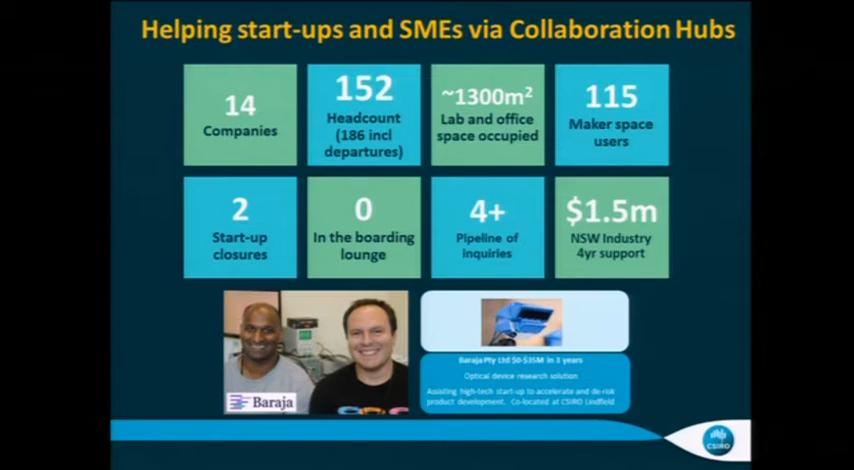 Helping start-ups and SMEs via Collaboration Hubs
14
Companies
152
Headcount
(186 incl
departures)
~1300m²
Lab and office
space occupied
115
Maker space
users
2
Start-up
closures
0
In the boarding
lounge
4+
Pipeline of
inquiries
$1.5m
NSW Industry
4yr support
Baraja
Baraja Pty Ltd $0-$35M in 3 years
Optical device research solution
Assisting high-tech start-up to accelerate and de-risk
product development. Co-located at CSIRO Lindfield
CSIRO